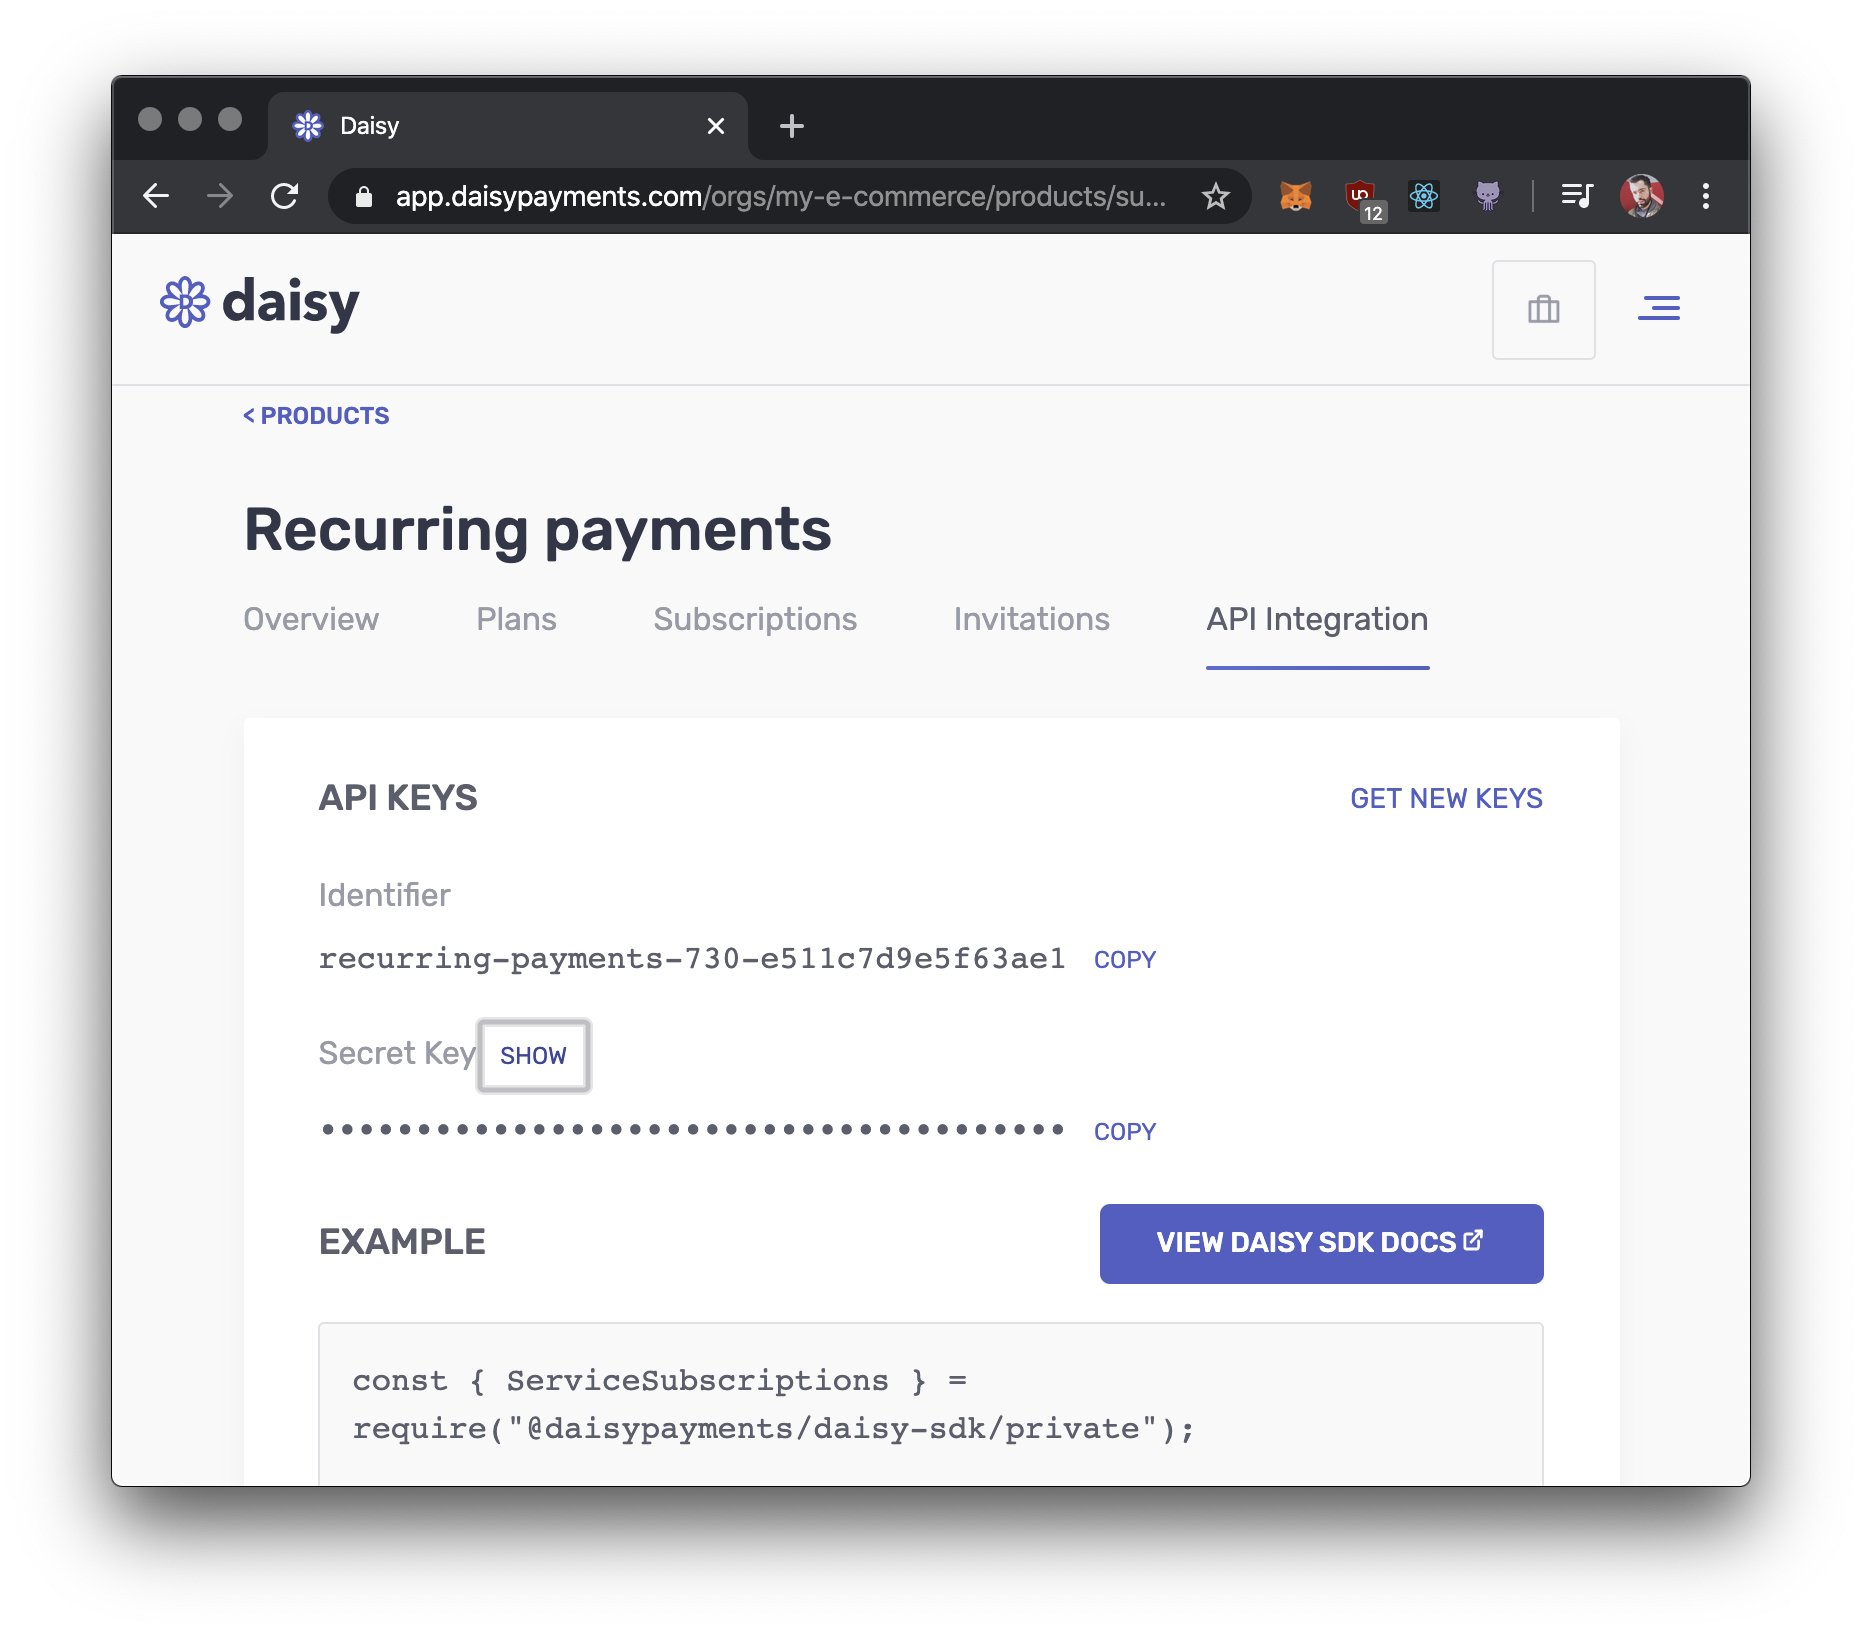 Daisy
app.daisypayments.com/orgs/my-e-commerce/products/su...
12
daisy
< PRODUCTS
Recurring payments
Overview Plans Subscriptions Invitations API Integration
API KEYS GET NEW KEYS
Identifier
recurring-payments-730-e511c7d9e5f63ae1 COPY
Secret Key SHOW
••••••••••••••••••••••••••••••••••••••• COPY
EXAMPLE VIEW DAISY SDK DOCS
const { ServiceSubscriptions } =
require("@daisypayments/daisy-sdk/private");